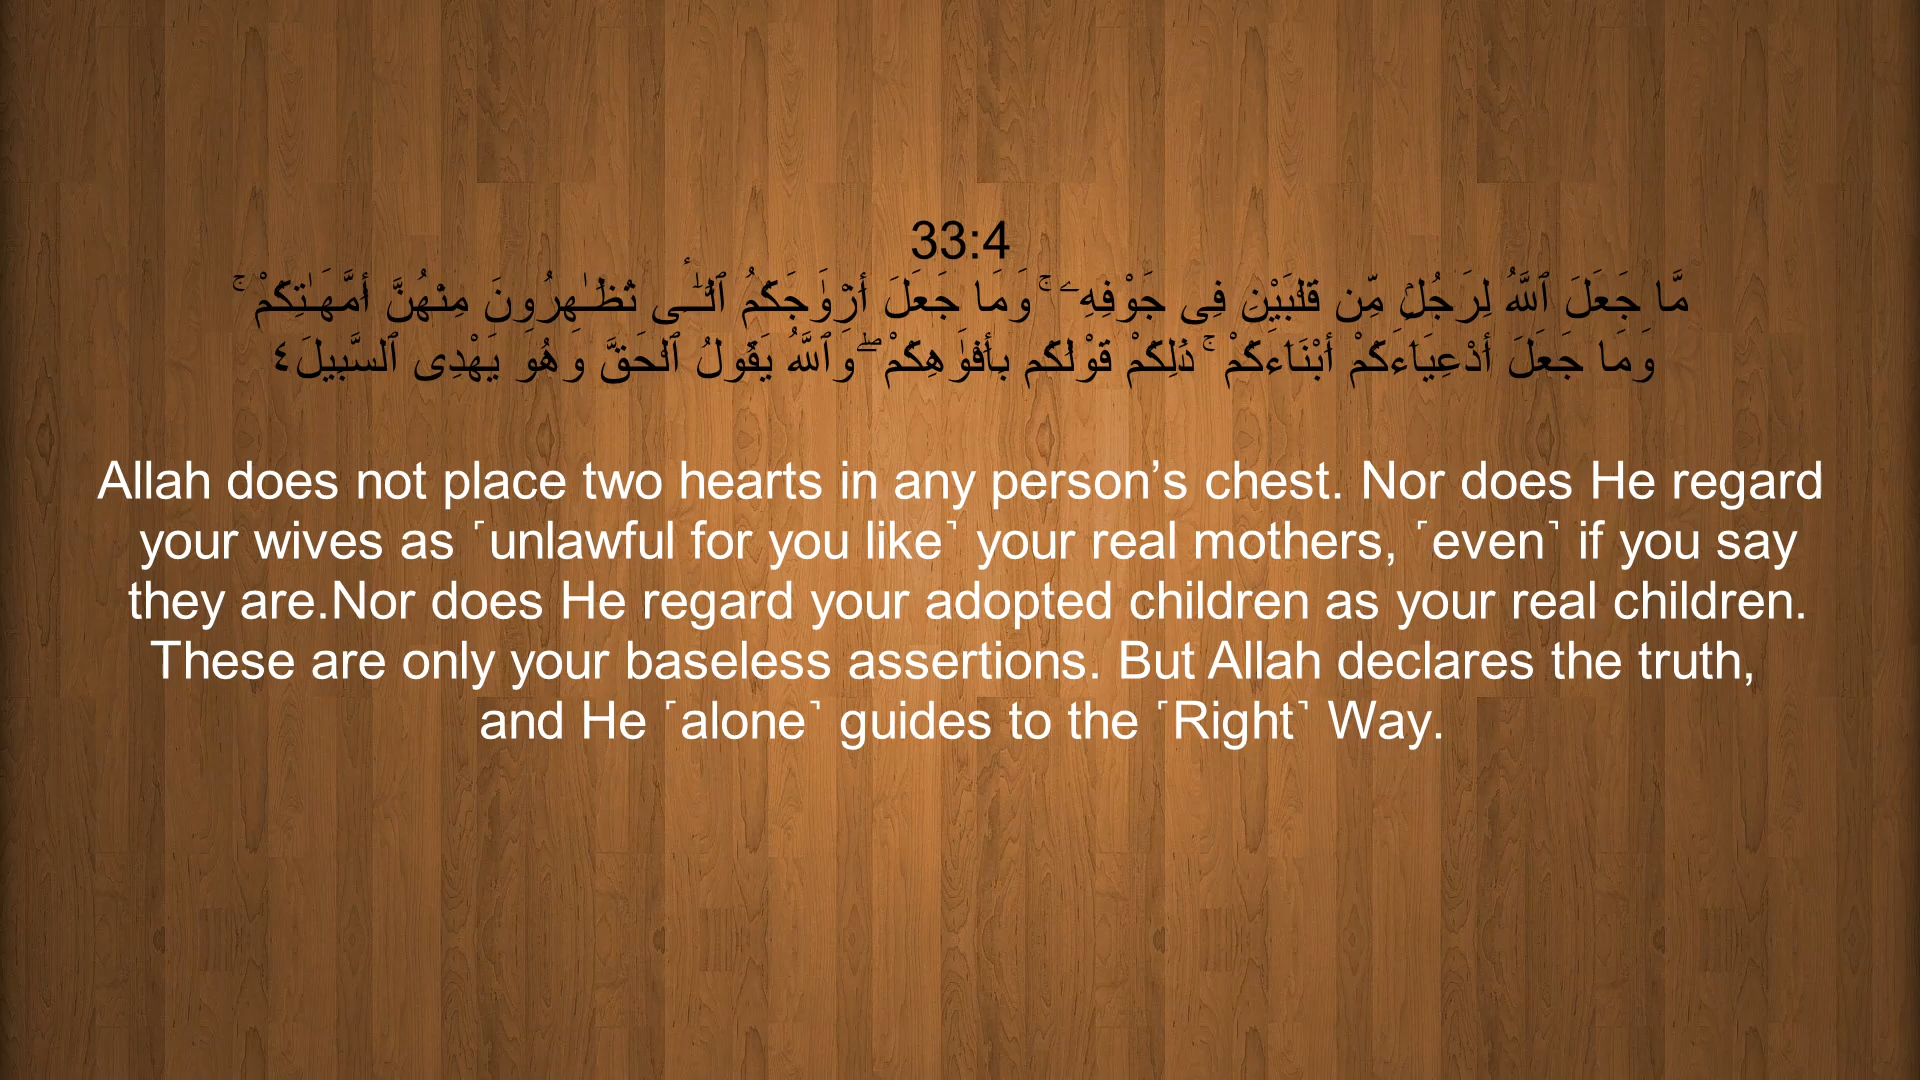 33:4
مَّا جَعَلَ ٱللَّهُ لِرَجُلٍۢ مِّن قَلْبَيْنِ فِى جَوْفِهِۦ ۚ وَمَا جَعَلَ أَزْوَٰجَكُمُ ٱلَّـٰٓـِٔى تُظَـٰهِرُونَ مِنْهُنَّ أُمَّهَـٰتِكُمْ ۚ
وَمَا جَعَلَ أَدْعِيَآءَكُمْ أَبْنَآءَكُمْ ۚ ذَٰلِكُمْ قَوْلُكُم بِأَفْوَٰهِكُمْ ۖ وَٱللَّهُ يَقُولُ ٱلْحَقَّ وَهُوَ يَهْدِى ٱلسَّبِيلَ٤
Allah does not place two hearts in any person’s chest. Nor does He regard
your wives as ˹unlawful for you like˺ your real mothers, ˹even˺ if you say
they are.Nor does He regard your adopted children as your real children.
These are only your baseless assertions. But Allah declares the truth,
and He ˹alone˺ guides to the ˹Right˺ Way.